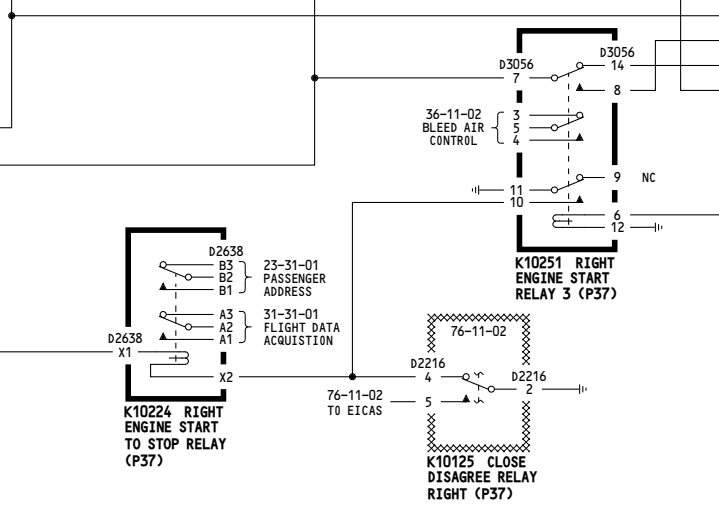 D3056
D3056
7
14
8
36-11-02
BLEED AIR
CONTROL
3
5
4
9 NC
11
10
6
12
K10251 RIGHT
ENGINE START
RELAY 3 (P37)
D2638
B3
B2
B1
23-31-01
PASSENGER
ADDRESS
A3
A2
A1
31-31-01
FLIGHT DATA
ACQUISTION
D2638
X1
X2
K10224 RIGHT
ENGINE START
TO STOP RELAY
(P37)
76-11-02
D2216
4
D2216
2
76-11-02
TO EICAS
5
K10125 CLOSE
DISAGREE RELAY
RIGHT (P37)